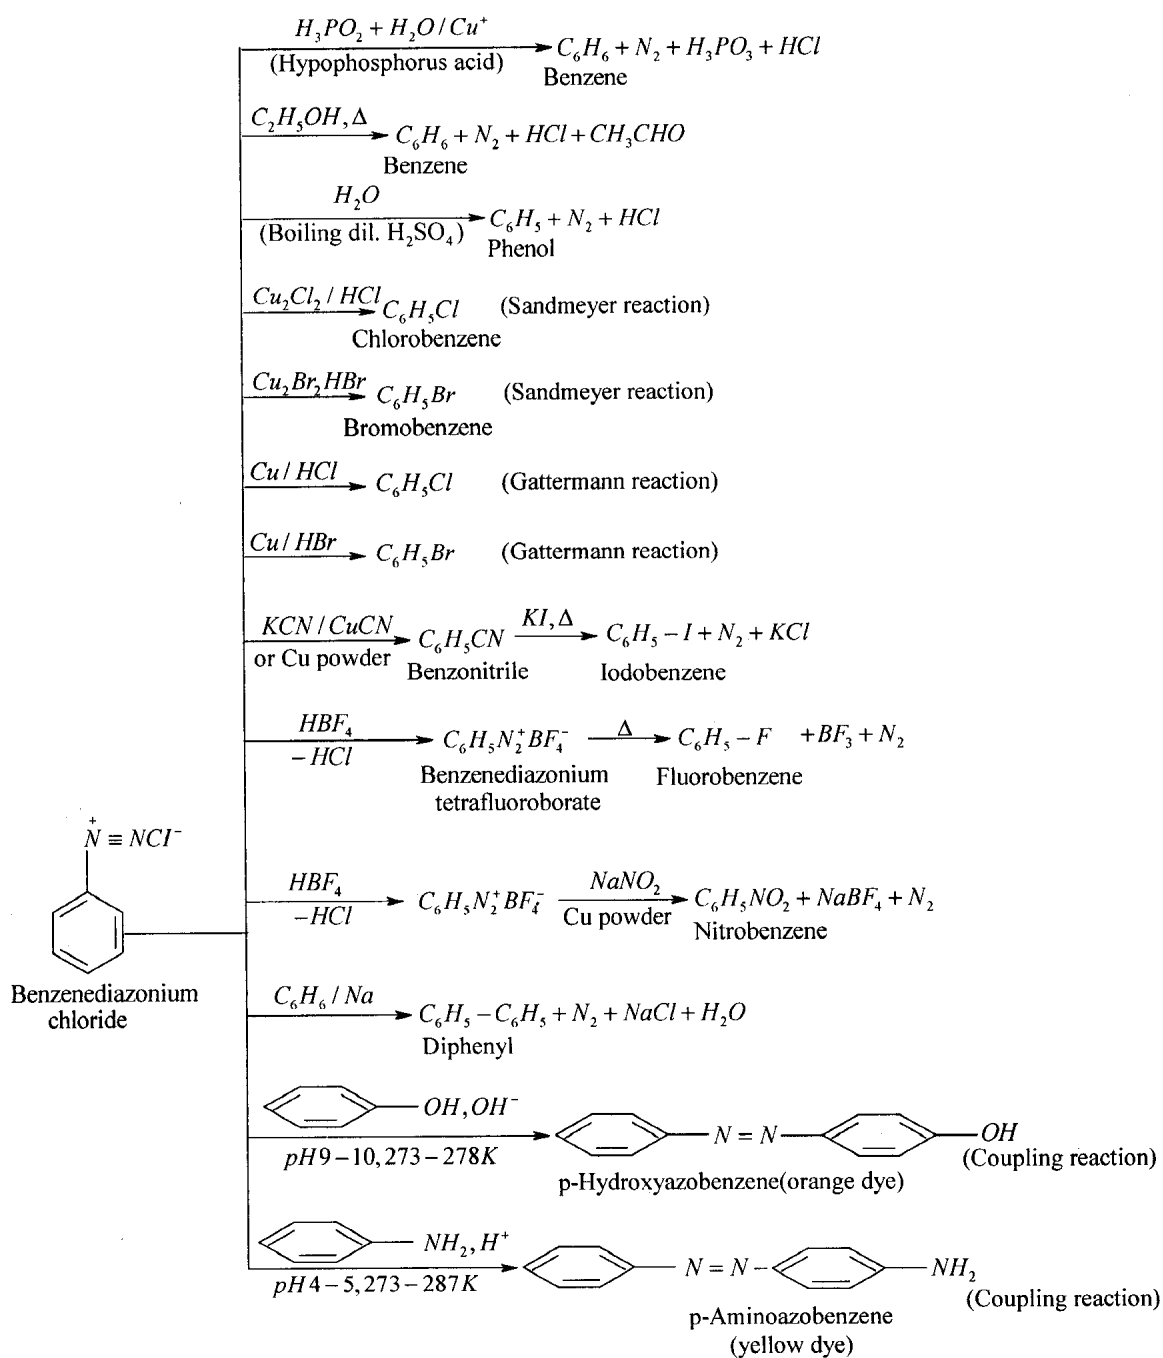 H₃PO₂ + H₂O / Cu⁺
(Hypophosphorus acid)
C₆H₆ + N₂ + H₃PO₃ + HCl
Benzene
C₂H₅OH, Δ
C₆H₆ + N₂ + HCl + CH₃CHO
Benzene
H₂O
(Boiling dil. H₂SO₄)
C₆H₅ + N₂ + HCl
Phenol
Cu₂Cl₂ / HCl
C₆H₅Cl (Sandmeyer reaction)
Chlorobenzene
Cu₂Br₂HBr
C₆H₅Br (Sandmeyer reaction)
Bromobenzene
Cu / HCl
C₆H₅Cl (Gattermann reaction)
Cu / HBr
C₆H₅Br (Gattermann reaction)
KCN / CuCN
or Cu powder
C₆H₅CN
Benzonitrile
KI, Δ
C₆H₅ – I + N₂ + KCl
Iodobenzene
HBF₄
–HCl
C₆H₅N₂⁺BF₄⁻
Benzenediazonium
tetrafluoroborate
Δ
C₆H₅ – F + BF₃ + N₂
Fluorobenzene
N⁺ ≡ NCl⁻
Benzenediazonium
chloride
HBF₄
–HCl
C₆H₅N₂⁺BF₄⁻
NaNO₂
Cu powder
C₆H₅NO₂ + NaBF₄ + N₂
Nitrobenzene
C₆H₆ / Na
C₆H₅ – C₆H₅ + N₂ + NaCl + H₂O
Diphenyl
OH, OH⁻
pH 9 – 10, 273 – 278K
N = N
OH
(Coupling reaction)
p-Hydroxyazobenzene(orange dye)
NH₂, H⁺
pH 4 – 5, 273 – 287K
N = N
NH₂
(Coupling reaction)
p-Aminoazobenzene
(yellow dye)